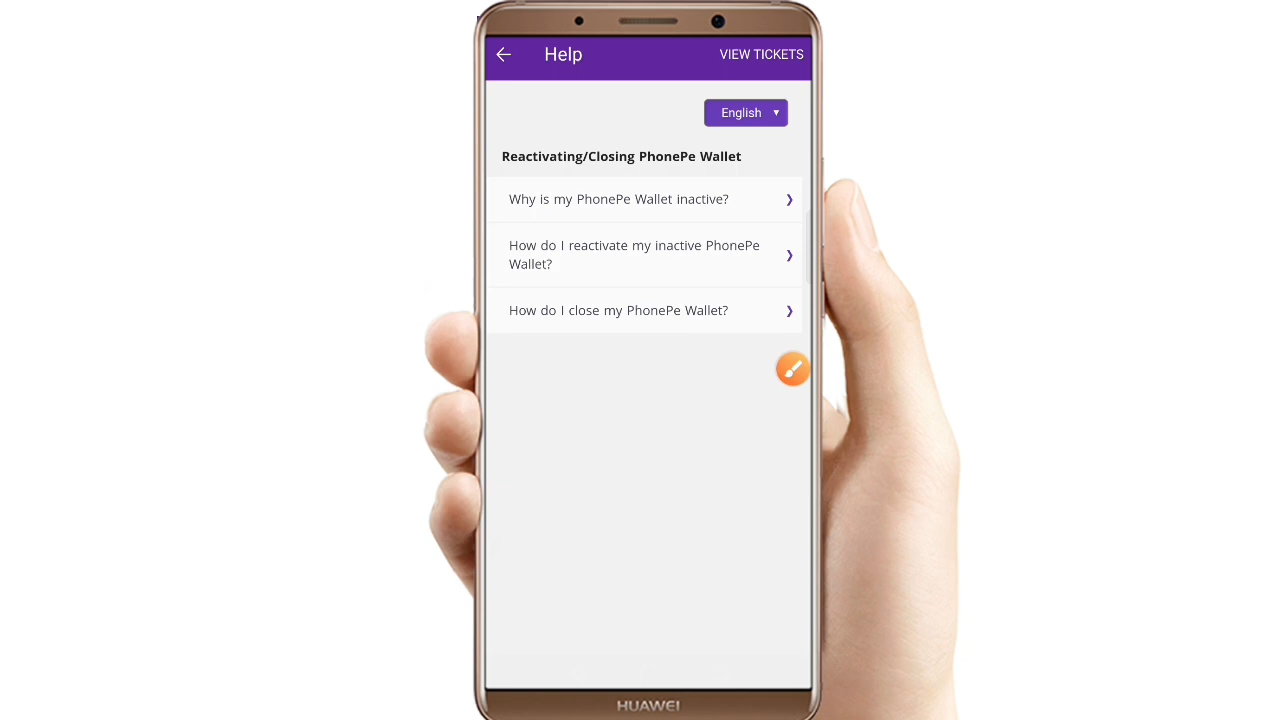 Help
VIEW TICKETS
English
Reactivating/Closing PhonePe Wallet
Why is my PhonePe Wallet inactive?
How do I reactivate my inactive PhonePe
Wallet?
How do I close my PhonePe Wallet?
HUAWEI